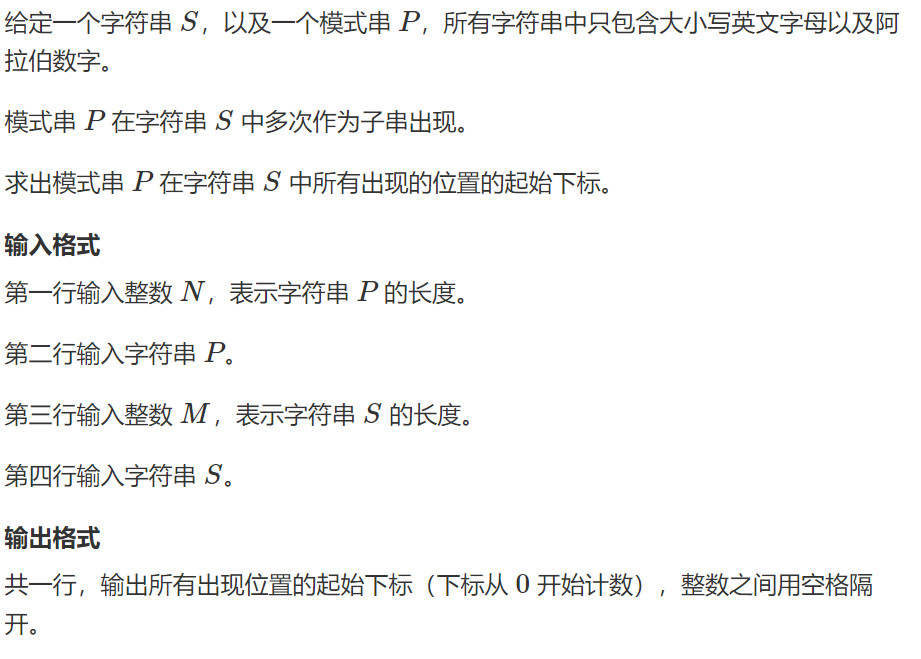 给定一个字符串 S，以及一个模式串 P，所有字符串中只包含大小写英文字母以及阿
拉伯数字。
模式串 P 在字符串 S 中多次作为子串出现。
求出模式串 P 在字符串 S 中所有出现的位置的起始下标。
输入格式
第一行输入整数 N，表示字符串 P 的长度。
第二行输入字符串 P。
第三行输入整数 M，表示字符串 S 的长度。
第四行输入字符串 S。
输出格式
共一行，输出所有出现位置的起始下标（下标从 0 开始计数），整数之间用空格隔
开。